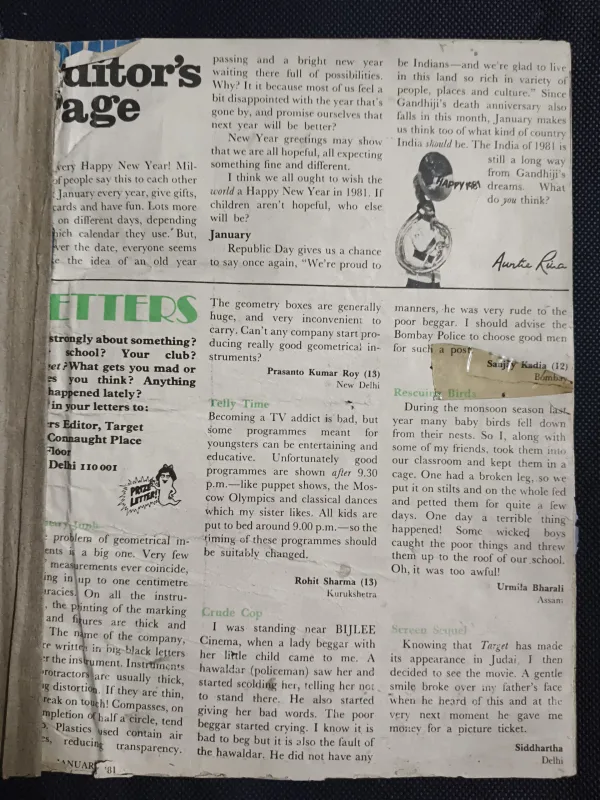 ditor's
age
very Happy New Year! Mil-
of people say this to each other
January every year, give gifts,
cards and have fun. Lots more
on different days, depending
hich calendar they use. But,
ver the date, everyone seems
e the idea of an old year
passing and a bright new year
waiting there full of possibilities.
Why? It it because most of us feel a
bit disappointed with the year that's
gone by, and promise ourselves that
next year will be better?
New Year greetings may show
that we are all hopeful, all expecting
something fine and different.
I think we all ought to wish the
world a Happy New Year in 1981. If
children aren't hopeful, who else
will be?
January
Republic Day gives us a chance
to say once again, "We're proud to
be Indians—and we're glad to live
in this land so rich in variety of
people, places and culture." Since
Gandhiji's death anniversary also
falls in this month, January makes
us think too of what kind of country
India should be. The India of 1981 is
still a long way
from Gandhiji's
dreams. What
do you think?
HAPPY 1981
Auntie Rina
ETTERS
strongly about something?
school? Your club?
et? What gets you mad or
es you think? Anything
happened lately?
in your letters to:
rs Editor, Target
Connaught Place
Floor
Delhi 110 001
PRIZE
LETTER!
problem of geometrical in-
ents is a big one. Very few
measurements ever coincide,
ing in up to one centimetre
racies. On all the instru-
, the printing of the marking
and figures are thick and
The name of the company,
re written in big black letters
er the instrument. Instruments
protractors are usually thick,
g distortion. If they are thin,
reak on touch! Compasses, on
mpletion of half a circle, tend
Plastics used contain air
es, reducing transparency.
JANUARY '81
The geometry boxes are generally
huge, and very inconvenient to
carry. Can't any company start pro-
ducing really good geometrical in-
struments?
Prasanto Kumar Roy (13)
New Delhi
Telly Time
Becoming a TV addict is bad, but
some programmes meant for
youngsters can be entertaining and
educative. Unfortunately good
programmes are shown after 9.30
p.m.—like puppet shows, the Mos-
cow Olympics and classical dances
which my sister likes. All kids are
put to bed around 9.00 p.m.—so the
timing of these programmes should
be suitably changed.
Rohit Sharma (13)
Kurukshetra
Crude Cop
I was standing near BIJLEE
Cinema, when a lady beggar with
her little child came to me. A
hawaldar (policeman) saw her and
started scolding her, telling her not
to stand there. He also started
giving her bad words. The poor
beggar started crying. I know it is
bad to beg but it is also the fault of
the hawaldar. He did not have any
manners, he was very rude to the
poor beggar. I should advise the
Bombay Police to choose good men
for such a post.
Kadia (12)
Bombay
Rescuing Birds
During the monsoon season last
year many baby birds fell down
from their nests. So I, along with
some of my friends, took them into
our classroom and kept them in a
cage. One had a broken leg, so we
put it on stilts and on the whole fed
and petted them for quite a few
days. One day a terrible thing
happened! Some wicked boys
caught the poor things and threw
them up to the roof of our school.
Oh, it was too awful!
Urmila Bharali
Assam
Screen Sequel
Knowing that Target has made
its appearance in Judai, I then
decided to see the movie. A gentle
smile broke over my father's face
when he heard of this and at the
very next moment he gave me
money for a picture ticket.
Siddhartha
Delhi